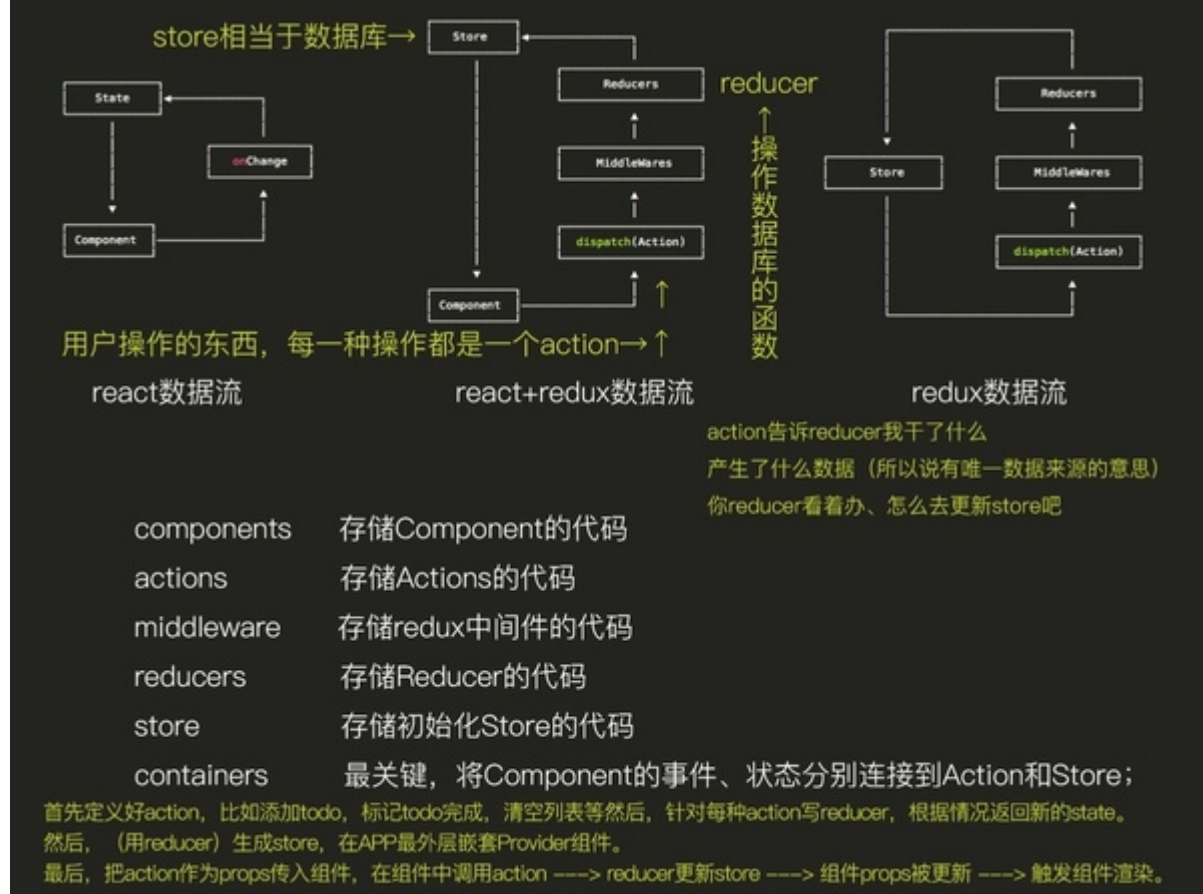 store相当于数据库→
Store
State
onChange
Component
Reducers
MiddleWares
dispatch(Action)
Component
reducer
↑操作数据库的函数
Reducers
MiddleWares
Store
dispatch(Action)
用户操作的东西，每一种操作都是一个action→↑
react数据流
react+redux数据流
redux数据流
action告诉reducer我干了什么
产生了什么数据（所以说有唯一数据来源的意思）
你reducer看着办、怎么去更新store吧
components 存储Component的代码
actions 存储Actions的代码
middleware 存储redux中间件的代码
reducers 存储Reducer的代码
store 存储初始化Store的代码
containers 最关键，将Component的事件、状态分别连接到Action和Store；
首先定义好action，比如添加todo，标记todo完成，清空列表等然后，针对每种action写reducer，根据情况返回新的state。
然后，（用reducer）生成store，在APP最外层嵌套Provider组件。
最后，把action作为props传入组件，在组件中调用action ---> reducer更新store ---> 组件props被更新 ---> 触发组件渲染。